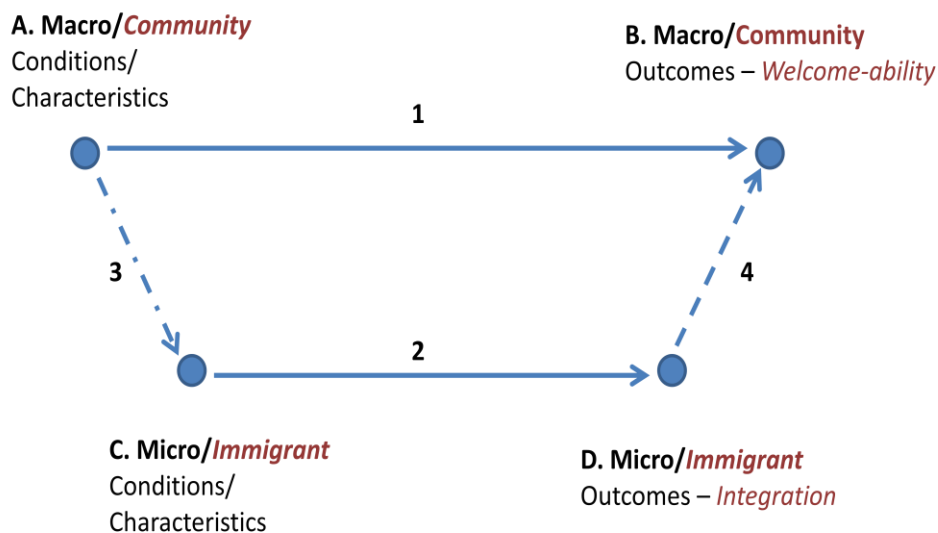 A. Macro/Community
Conditions/
Characteristics
B. Macro/Community
Outcomes – Welcome-ability
1
3
4
2
C. Micro/Immigrant
Conditions/
Characteristics
D. Micro/Immigrant
Outcomes – Integration